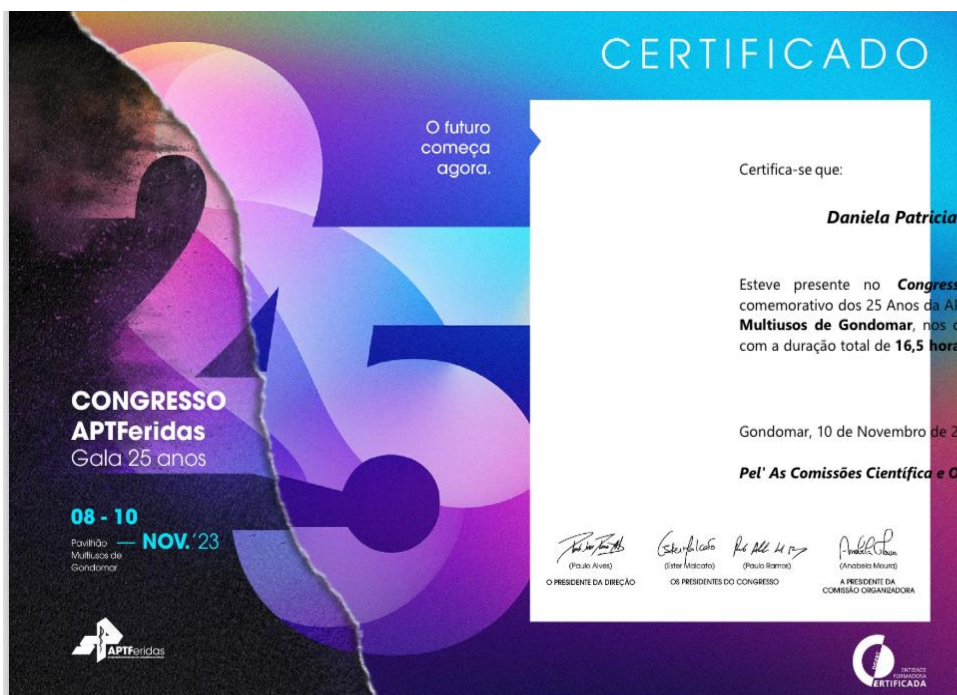 CERTIFICADO
O futuro
começa
agora.
Certifica-se que:
Daniela Patricia
Esteve presente no Congress
comemorativo dos 25 Anos da
Multiusos de Gondomar, nos
com a duração total de 16,5 hora
Gondomar, 10 de Novembro de 2
Pel' As Comissões Científica e O
25
CONGRESSO
APTFeridas
Gala 25 anos
08 - 10
NOV.'23
Pavilhão
Multiusos de
Gondomar
(Paulo Alves)
(Ester Malcato)
(Paulo Ramos)
(Anabela Moura)
O PRESIDENTE DA DIREÇÃO
OS PRESIDENTES DO CONGRESSO
A PRESIDENTE DA
COMISSÃO ORGANIZADORA
APTFeridas
ENTIDADE
FORMADORA
CERTIFICADA